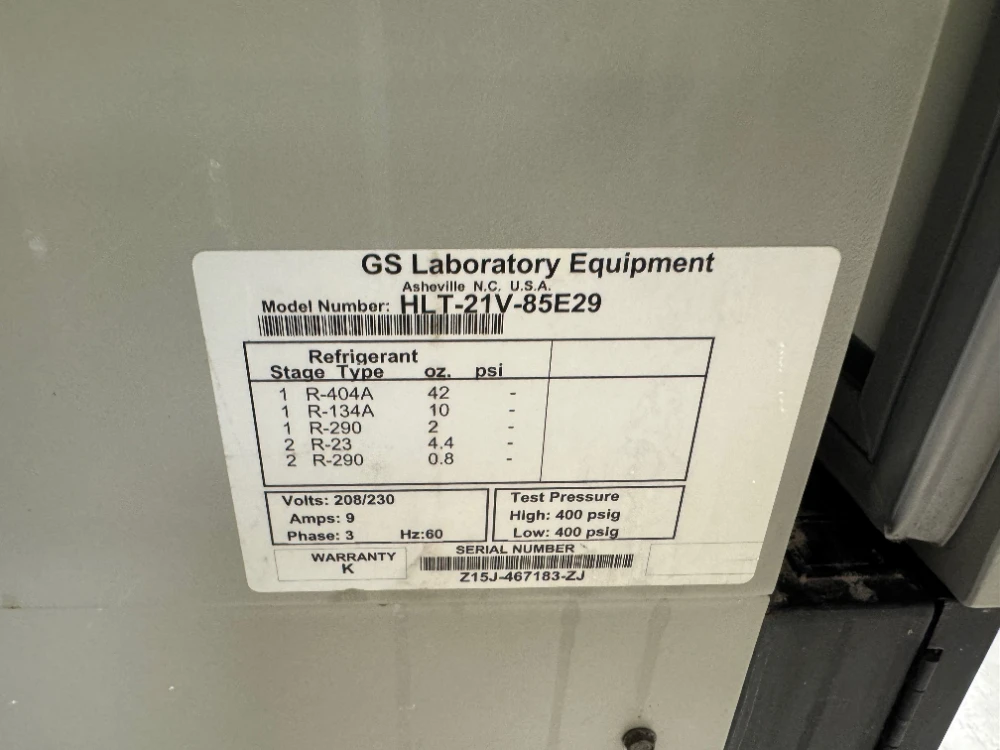 GS Laboratory Equipment
Asheville N.C. U.S.A.
Model Number: HLT-21V-85E29
Refrigerant
Stage Type oz. psi
1 R-404A 42 -
1 R-134A 10 -
1 R-290 2 -
2 R-23 4.4 -
2 R-290 0.8 -
Volts: 208/230
Amps: 9
Phase: 3 Hz:60
Test Pressure
High: 400 psig
Low: 400 psig
WARRANTY
K
SERIAL NUMBER
Z15J-467183-ZJ